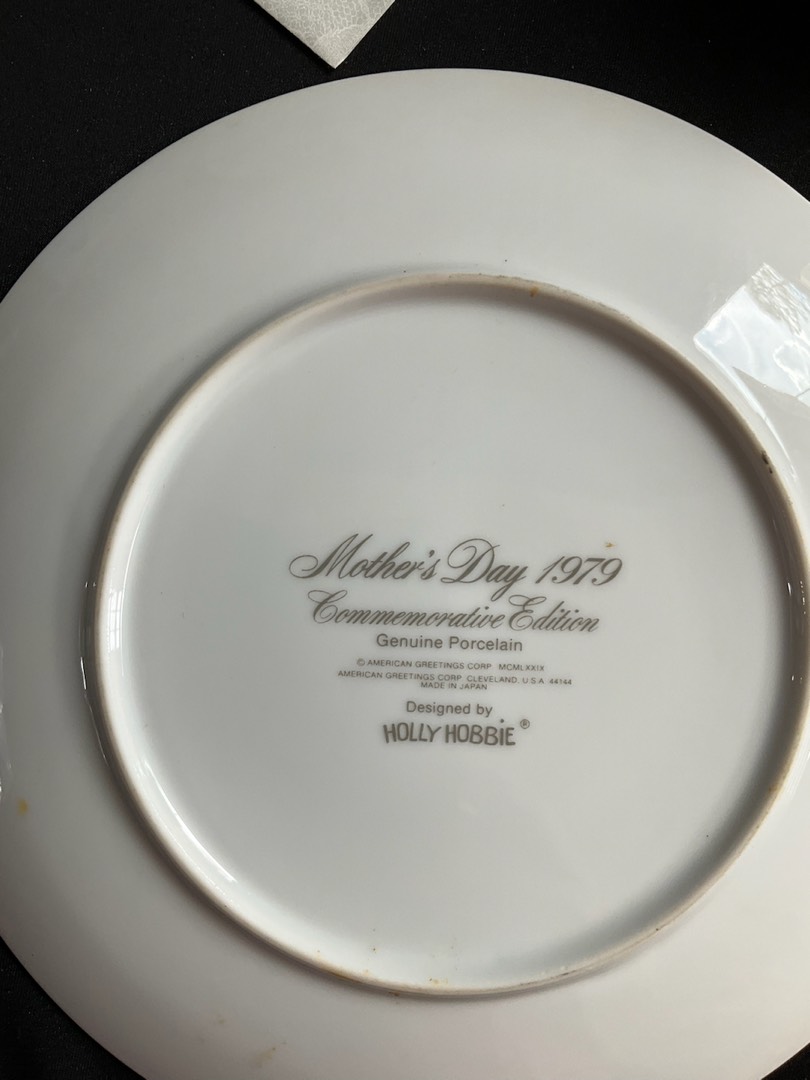 Mother's Day 1979
Commemorative Edition
Genuine Porcelain
© AMERICAN GREETINGS CORP MCMLXXIX
AMERICAN GREETINGS CORP CLEVELAND, U.S.A 44144
MADE IN JAPAN
Designed by
HOLLY HOBBiE®